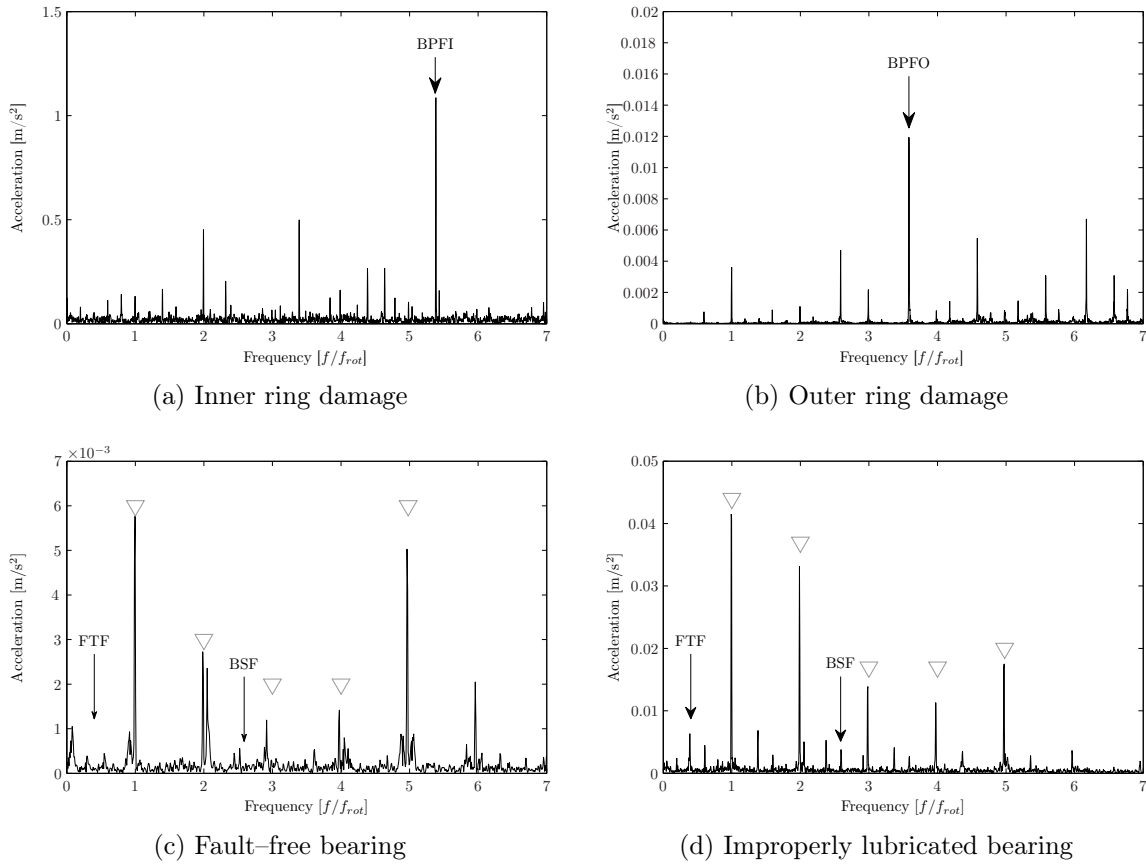 1.5
1
0.5
0
Acceleration [m/s²]
BPFI
0 1 2 3 4 5 6 7
Frequency [f/f_rot]
(a) Inner ring damage
0.02
0.018
0.016
0.014
0.012
0.01
0.008
0.006
0.004
0.002
0
Acceleration [m/s²]
BPFO
0 1 2 3 4 5 6 7
Frequency [f/f_rot]
(b) Outer ring damage
×10⁻³
7
6
5
4
3
2
1
0
Acceleration [m/s²]
FTF
BSF
0 1 2 3 4 5 6 7
Frequency [f/f_rot]
(c) Fault–free bearing
0.05
0.04
0.03
0.02
0.01
0
Acceleration [m/s²]
FTF
BSF
0 1 2 3 4 5 6 7
Frequency [f/f_rot]
(d) Improperly lubricated bearing